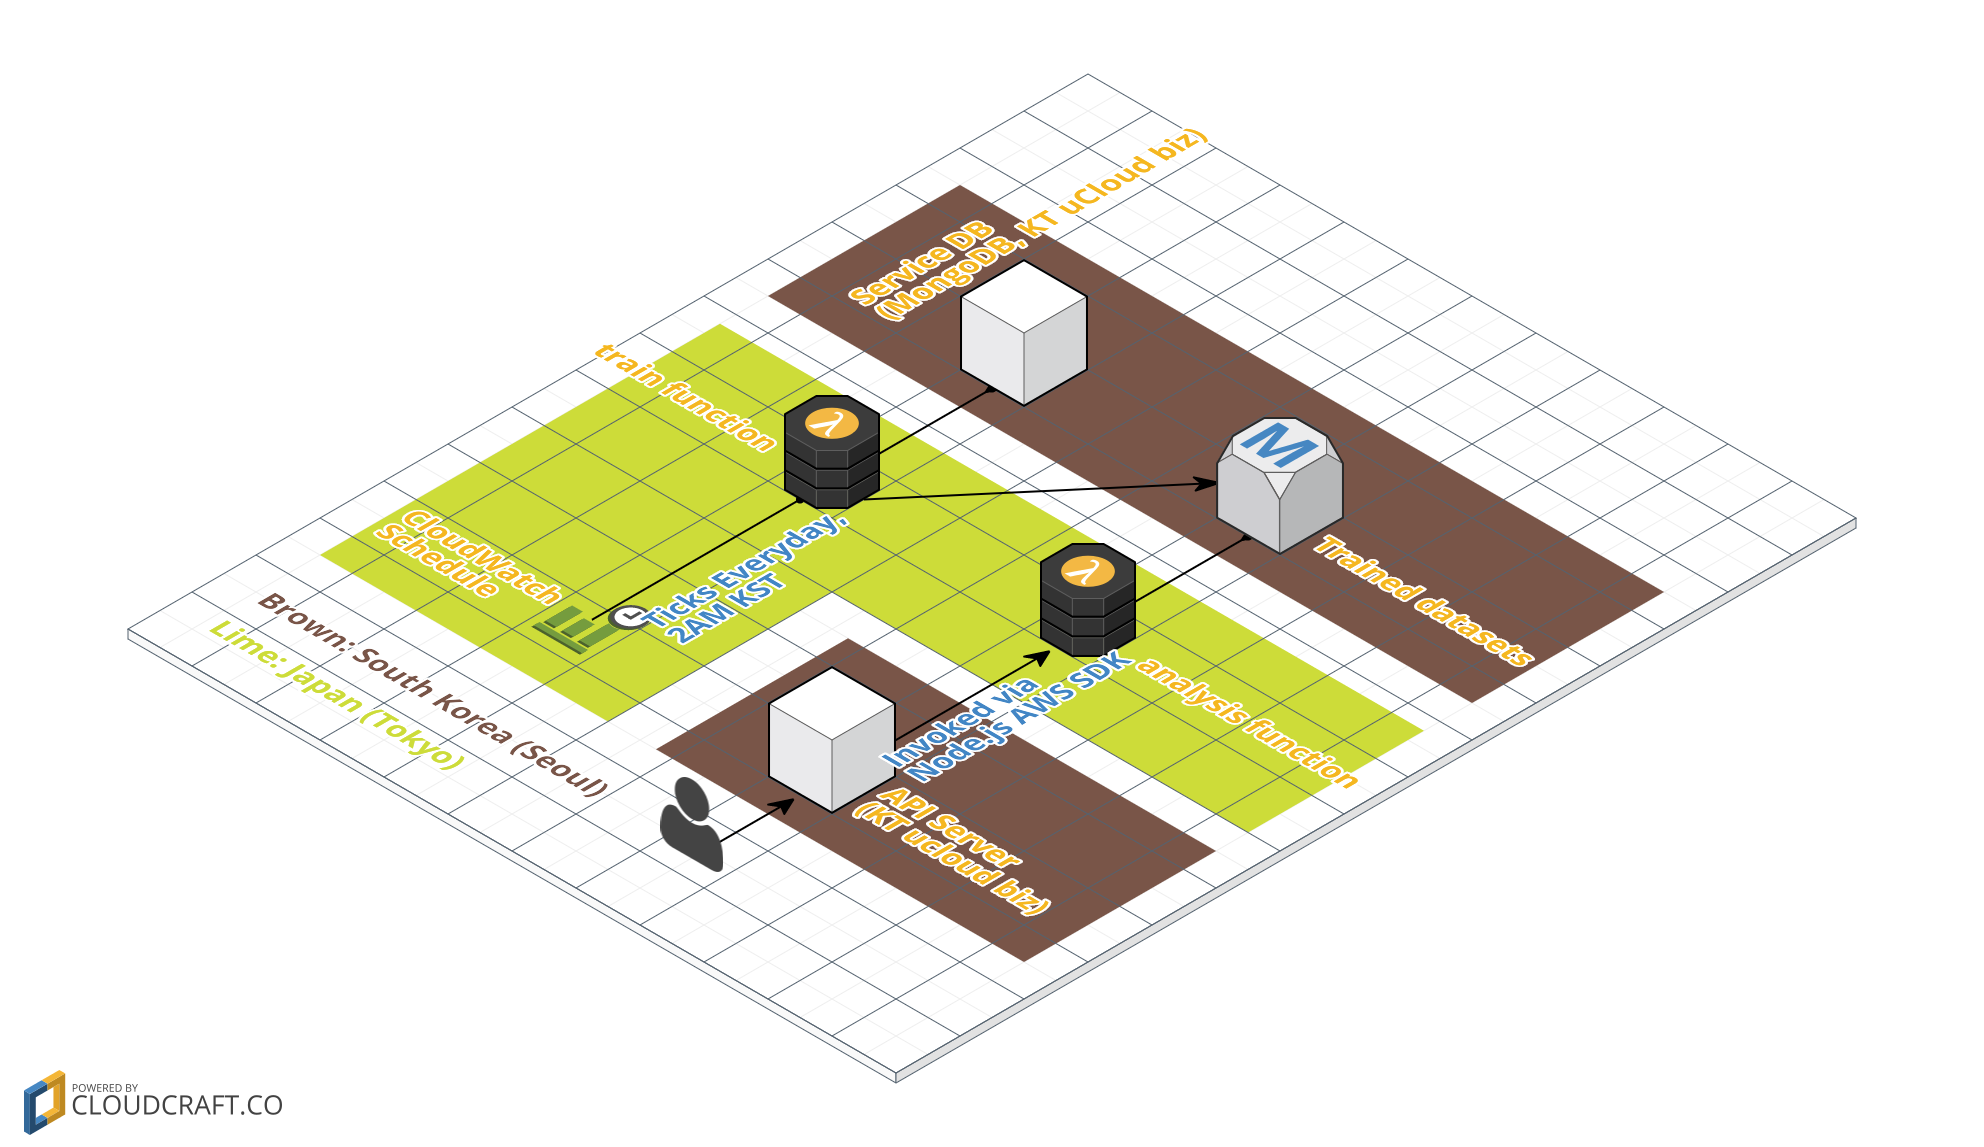 Service DB
(MongoDB. KT uCloud biz)
train function
λ
M
CloudWatch
Schedule
Ticks Everyday.
2AM KST
λ
Trained datasets
Brown: South Korea (Seoul)
Lime: Japan (Tokyo)
Invoked via
Node.js AWS SDK
analysis function
API Server
(KT ucloud biz)
POWERED BY
CLOUDCRAFT.CO